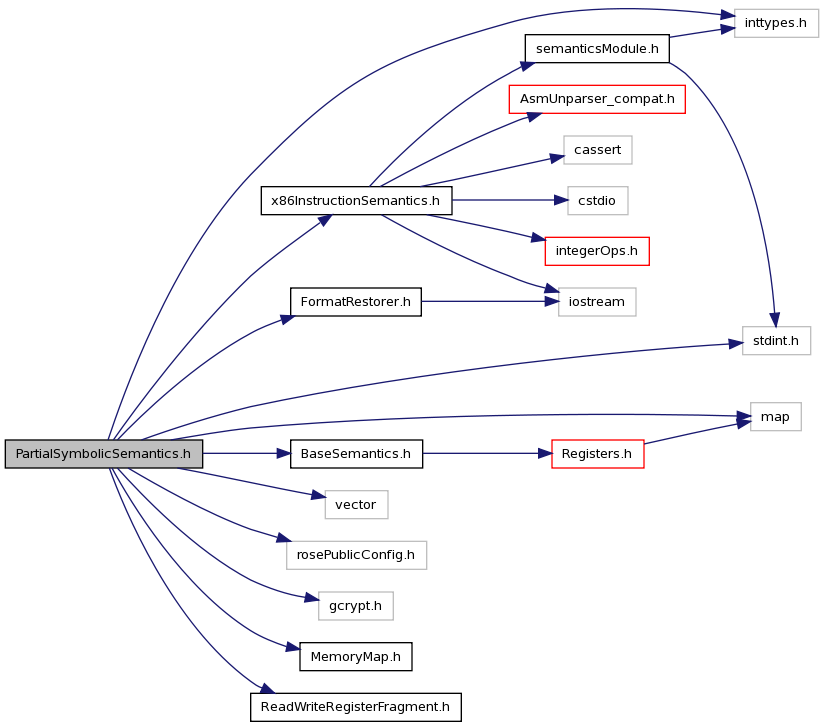 inttypes.h
semanticsModule.h
AsmUnparser_compat.h
cassert
x86InstructionSemantics.h
cstdio
integerOps.h
FormatRestorer.h
iostream
stdint.h
map
PartialSymbolicSemantics.h
BaseSemantics.h
Registers.h
vector
rosePublicConfig.h
gcrypt.h
MemoryMap.h
ReadWriteRegisterFragment.h